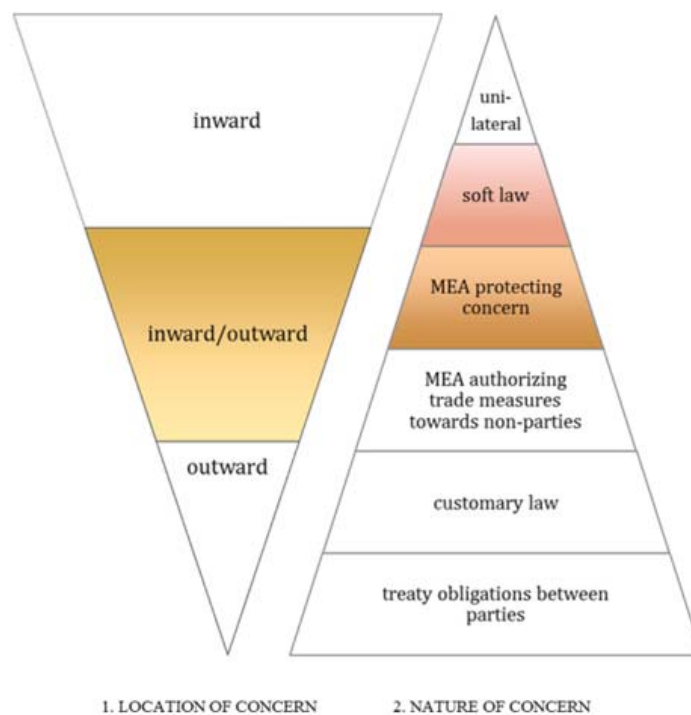 inward
inward/outward
outward
uni-
lateral
soft law
MEA protecting
concern
MEA authorizing
trade measures
towards non-parties
customary law
treaty obligations between
parties
1. LOCATION OF CONCERN
2. NATURE OF CONCERN